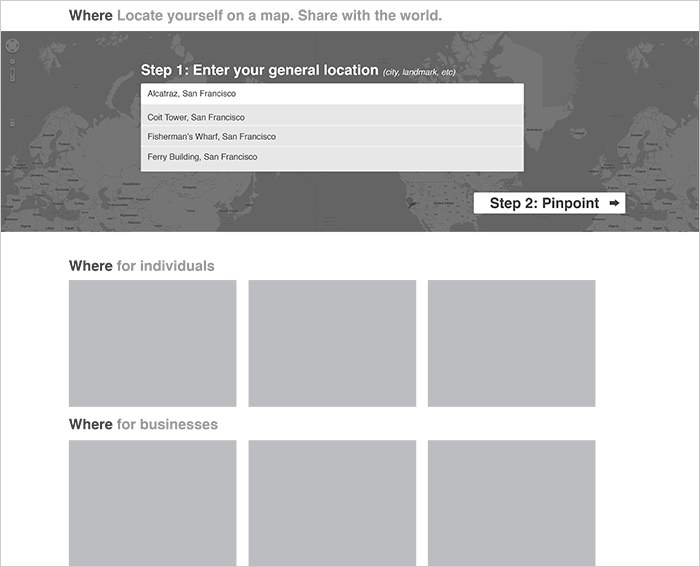 Where Locate yourself on a map. Share with the world.
Step 1: Enter your general location (city, landmark, etc)
Alcatraz, San Francisco
Coit Tower, San Francisco
Fisherman's Wharf, San Francisco
Ferry Building, San Francisco
Step 2: Pinpoint
Where for individuals
Where for businesses